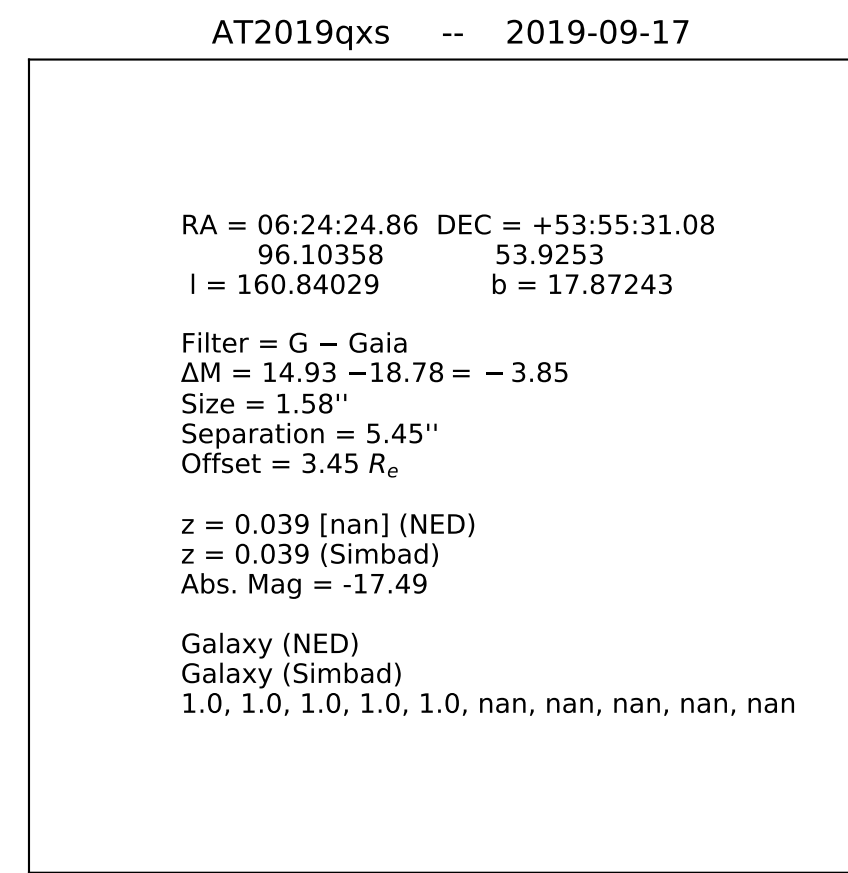 AT2019qxs -- 2019-09-17
RA = 06:24:24.86 DEC = +53:55:31.08
96.10358 53.9253
l = 160.84029 b = 17.87243
Filter = G − Gaia
ΔM = 14.93 −18.78 = − 3.85
Size = 1.58''
Separation = 5.45''
Offset = 3.45 Rₑ
z = 0.039 [nan] (NED)
z = 0.039 (Simbad)
Abs. Mag = -17.49
Galaxy (NED)
Galaxy (Simbad)
1.0, 1.0, 1.0, 1.0, 1.0, nan, nan, nan, nan, nan